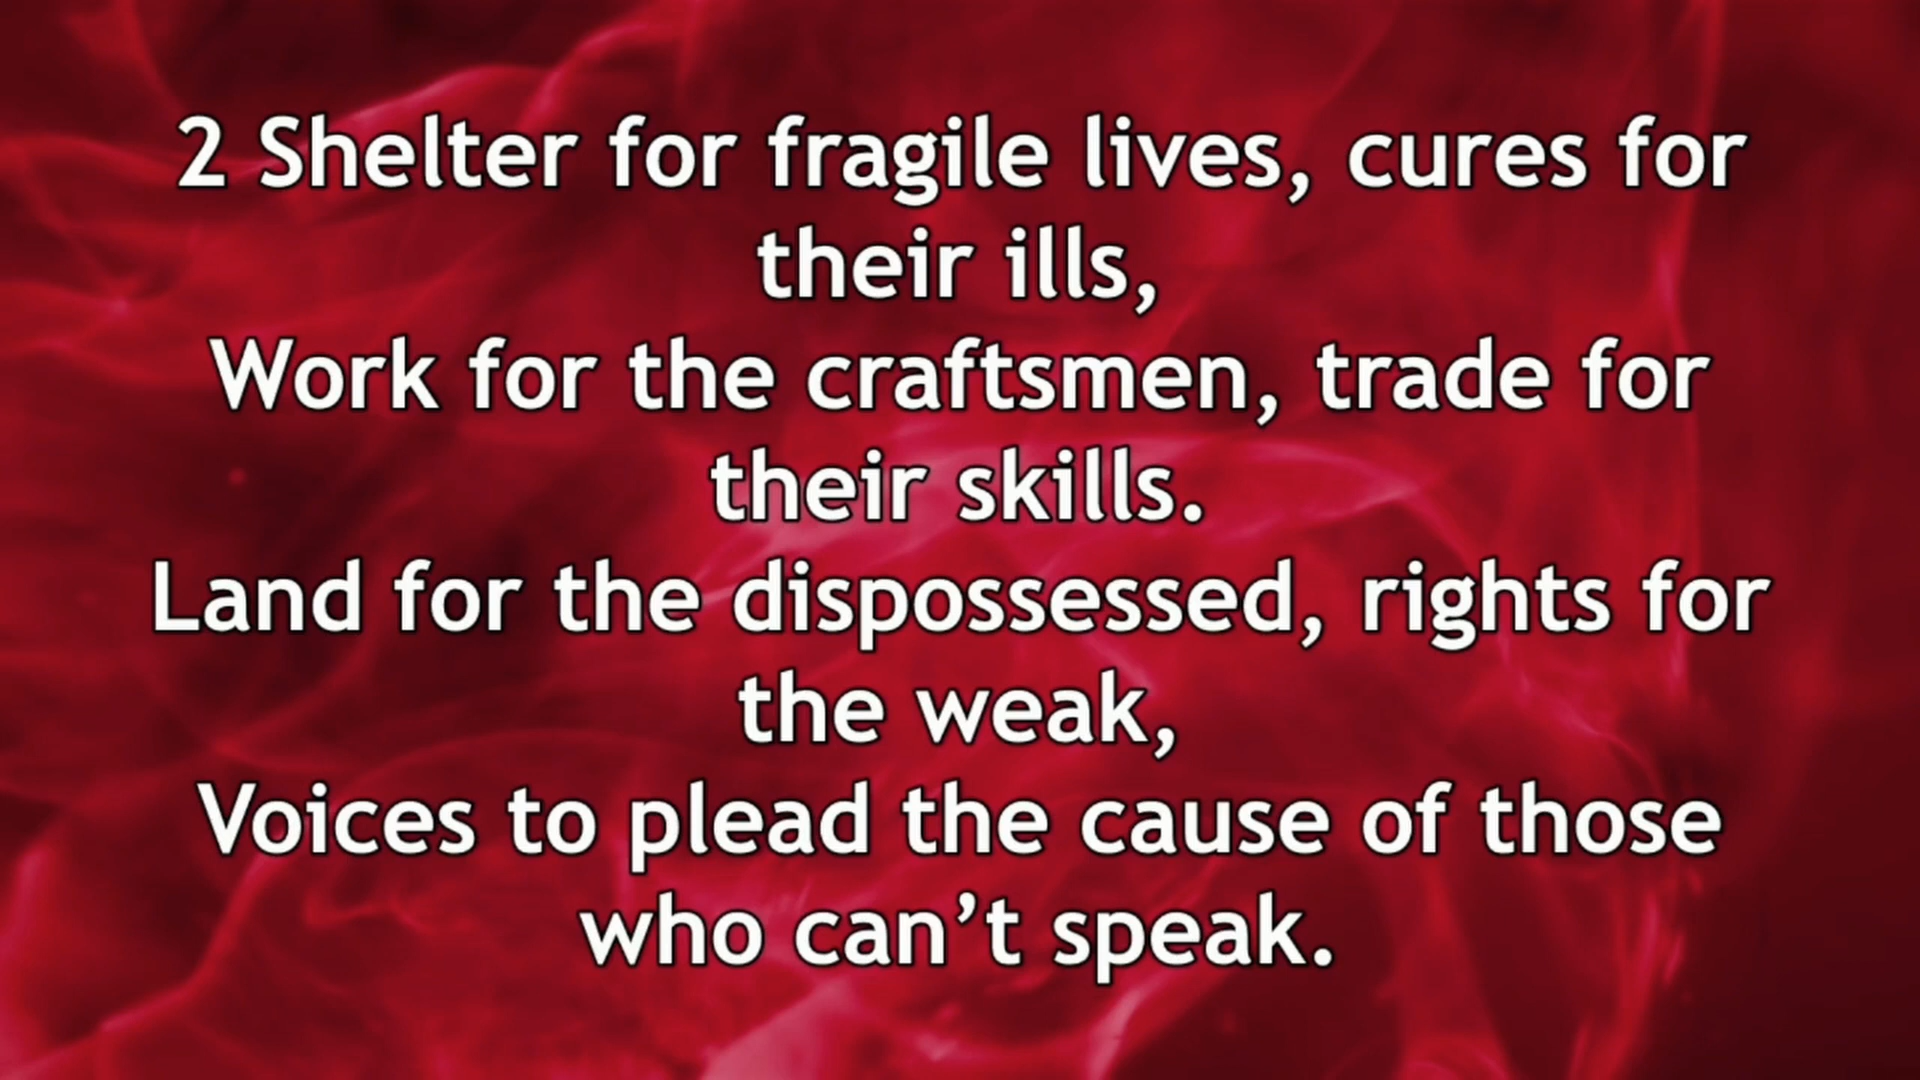 2 Shelter for fragile lives, cures for
their ills,
Work for the craftsmen, trade for
their skills.
Land for the dispossessed, rights for
the weak,
Voices to plead the cause of those
who can’t speak.